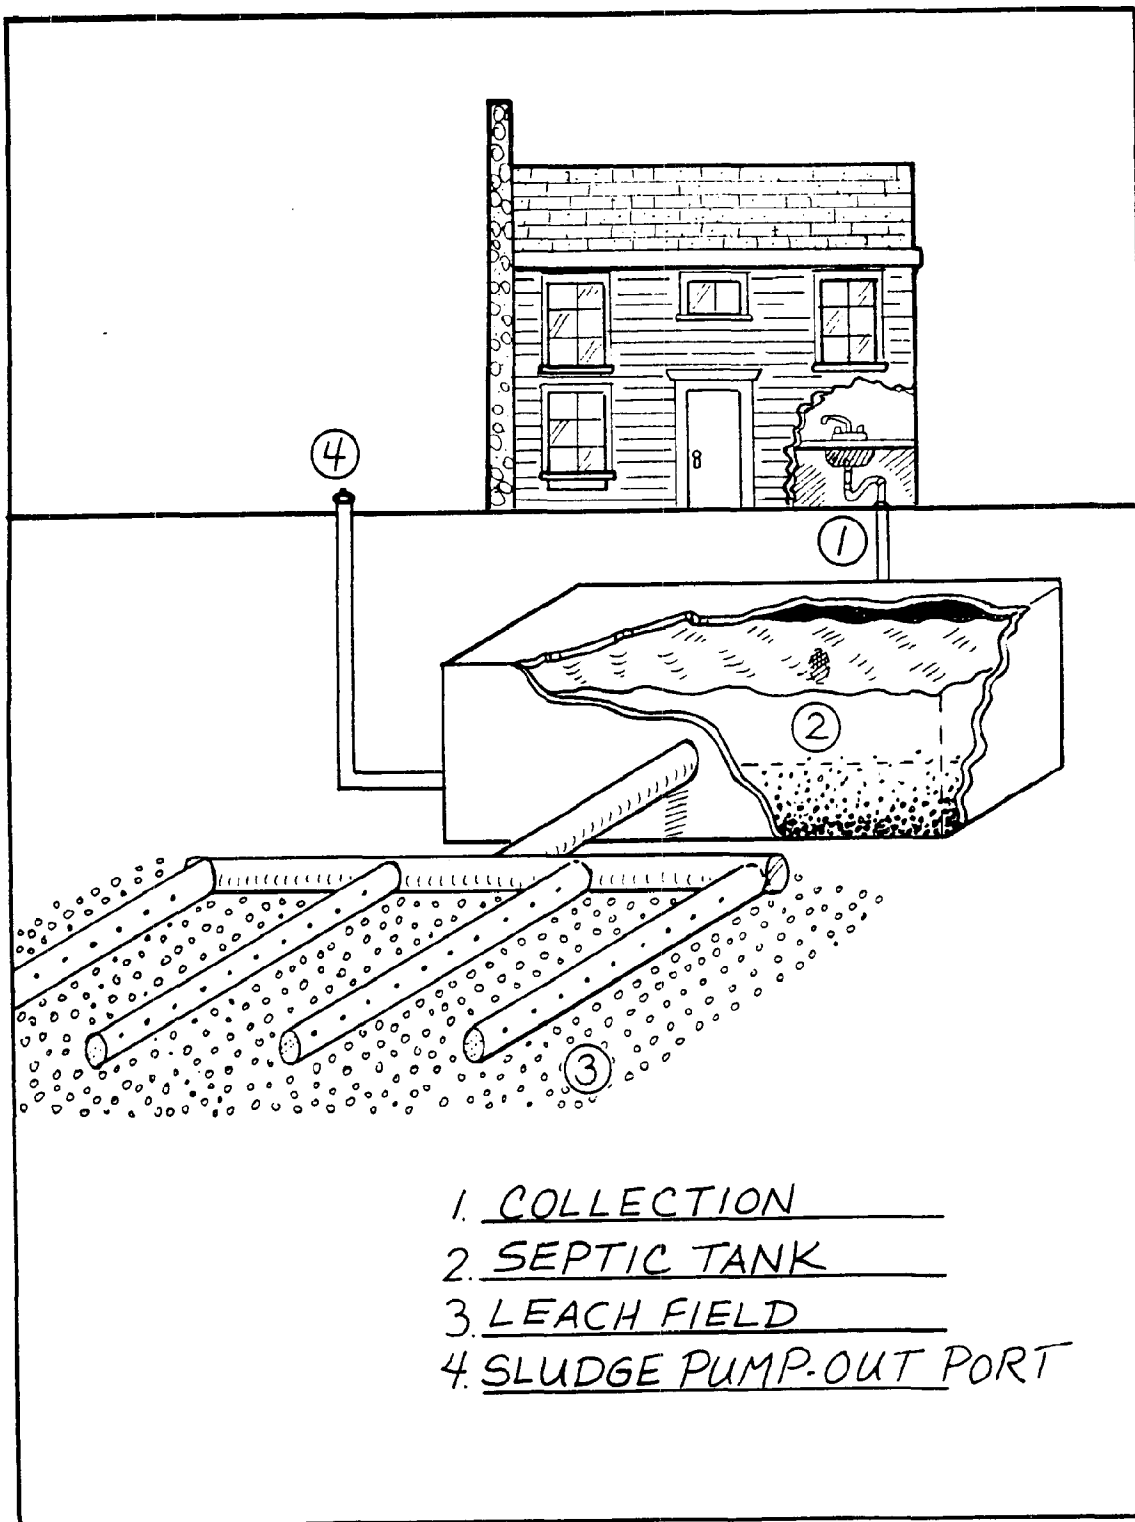 4
1
2
3
1. COLLECTION
2. SEPTIC TANK
3. LEACH FIELD
4. SLUDGE PUMP-OUT PORT